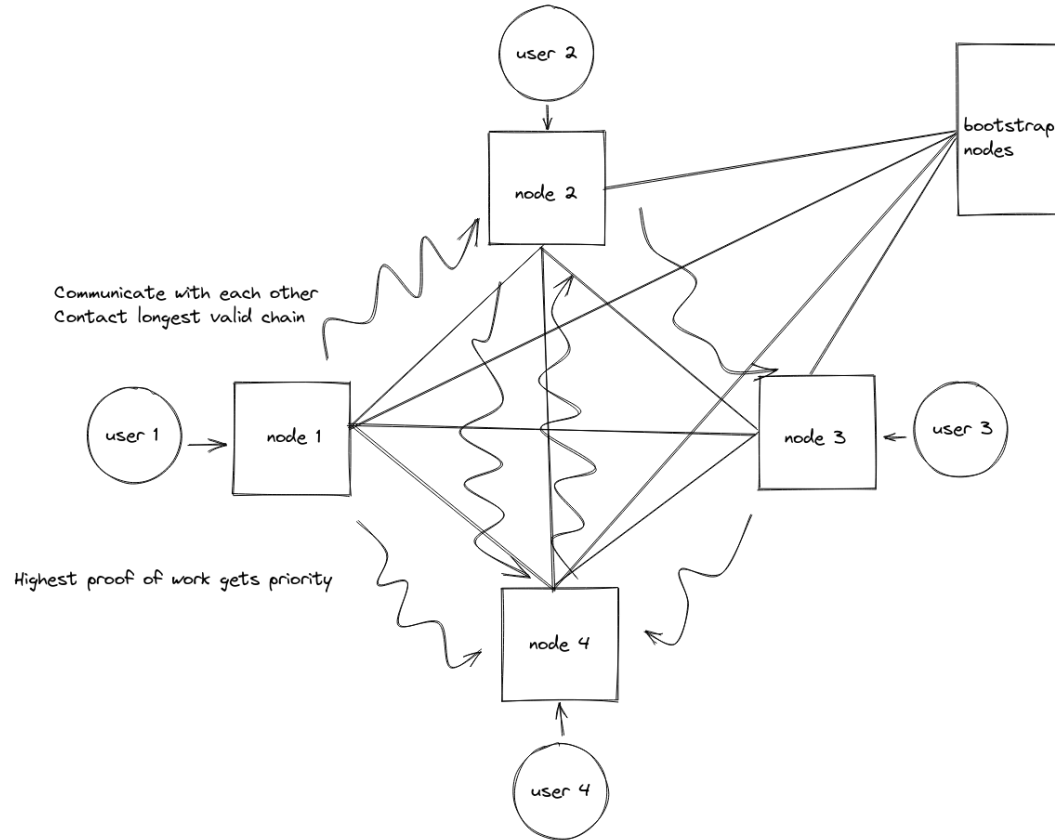 user 2
bootstrap
nodes
node 2
Communicate with each other
Contact longest valid chain
user 1
node 1
node 3
user 3
Highest proof of work gets priority
node 4
user 4